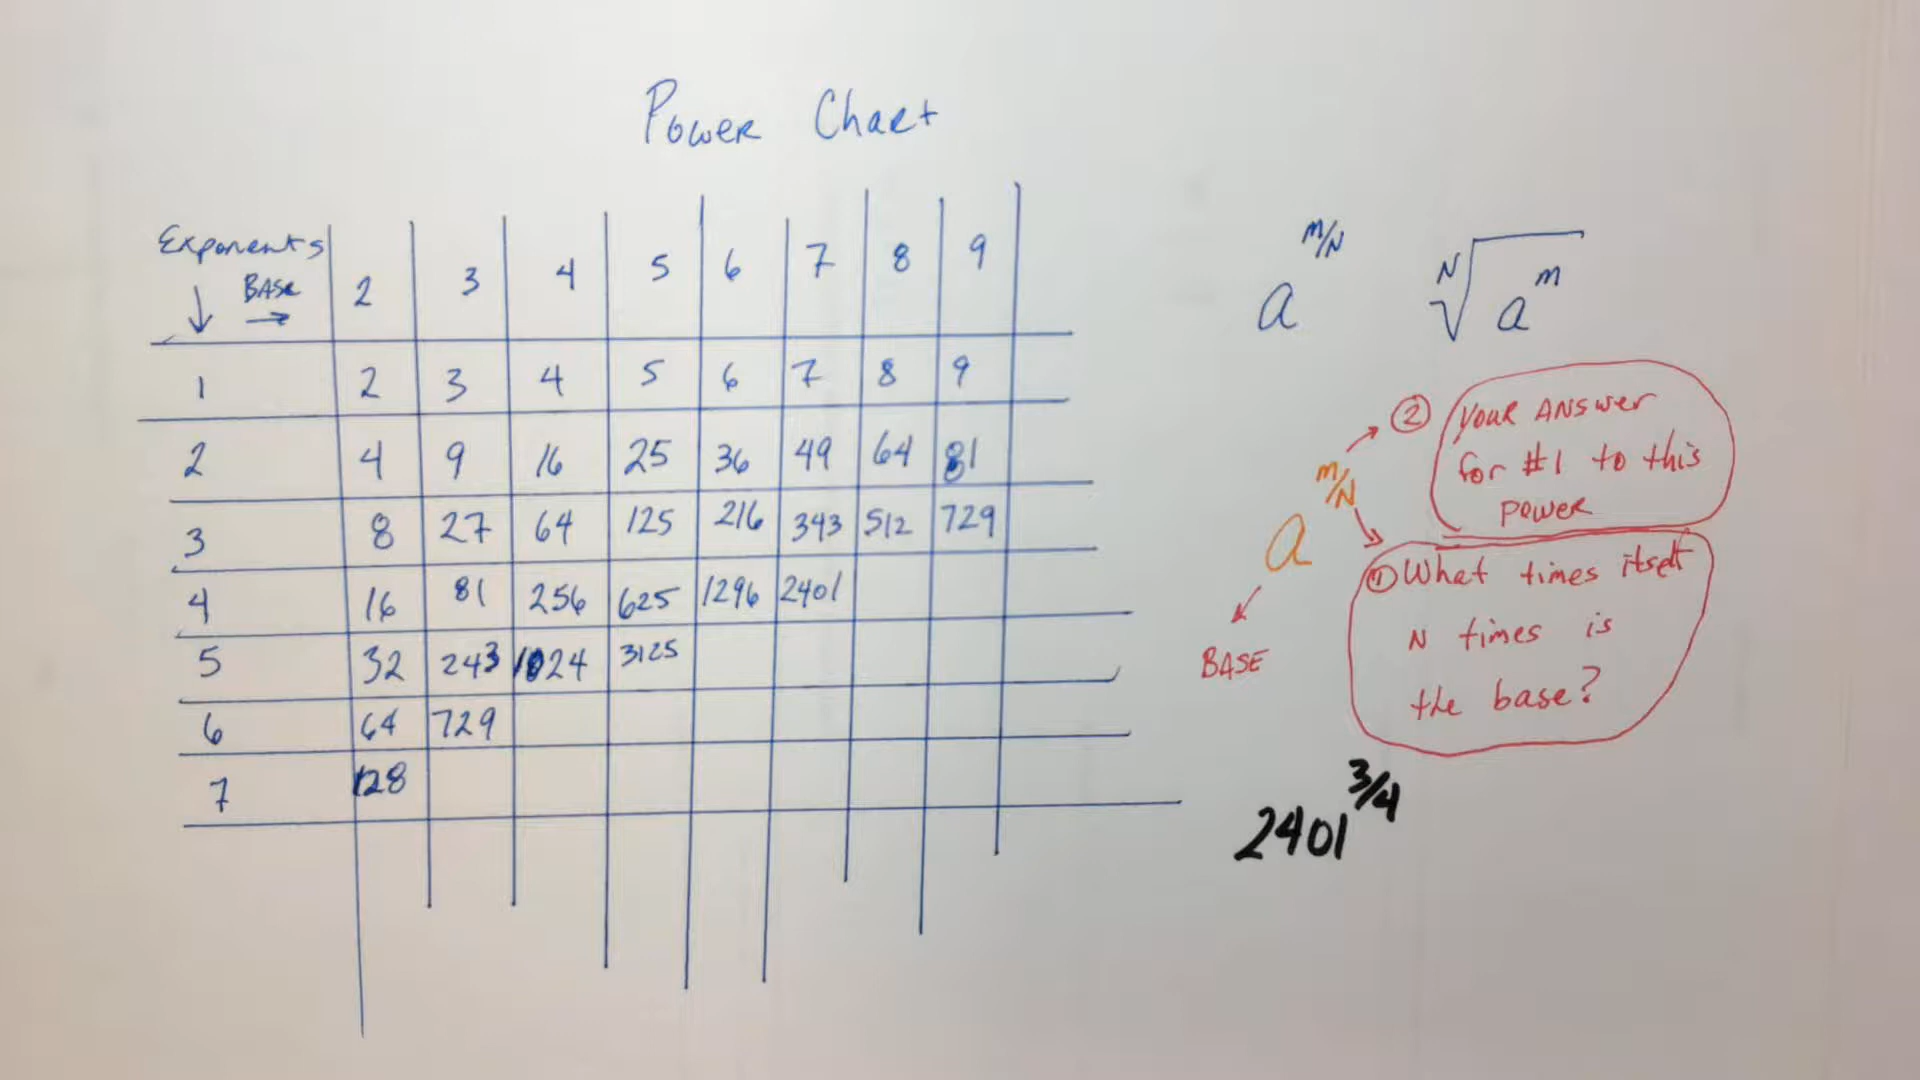 Power Chart
Exponents
BASE
2 3 4 5 6 7 8 9
1 2 3 4 5 6 7 8 9
2 4 9 16 25 36 49 64 81
3 8 27 64 125 216 343 512 729
4 16 81 256 625 1296 2401
5 32 243 1024 3125
6 64 729
7 128
a^m/N N√a^m
② Your Answer
for #1 to this
power
a^m/N
BASE
① What times itself
N times is
the base?
2401^3/4